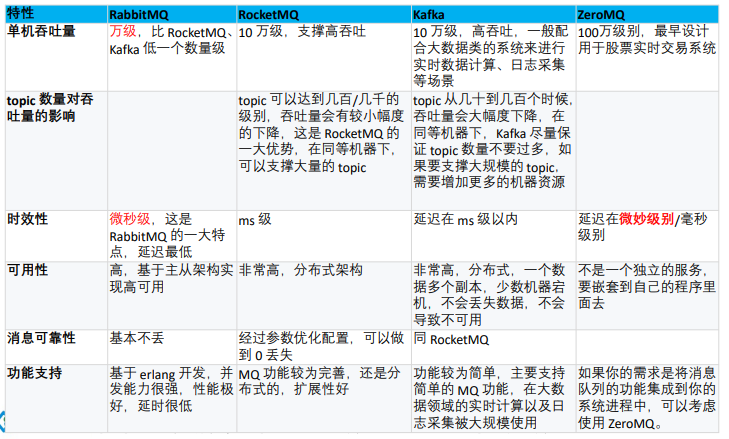 特性 RabbitMQ RocketMQ Kafka ZeroMQ
单机吞吐量
万级，比 RocketMQ、
Kafka 低一个数量级
10 万级，支撑高吞吐
10 万级，高吞吐，一般配
合大数据类的系统来进行
实时数据计算、日志采集
等场景
100万级别，最早设计
用于股票实时交易系统
topic 数量对吞
吐量的影响
topic 可以达到几百/几千的
级别，吞吐量会有较小幅度
的下降，这是 RocketMQ 的
一大优势，在同等机器下，
可以支撑大量的 topic
topic 从几十到几百个时候，
吞吐量会大幅度下降，在
同等机器下，Kafka 尽量保
证 topic 数量不要过多，如
果要支撑大规模的 topic，
需要增加更多的机器资源
时效性
微秒级，这是
RabbitMQ 的一大特
点，延迟最低
ms 级
延迟在 ms 级以内
延迟在微妙级别/毫秒
级别
可用性
高，基于主从架构实
现高可用
非常高，分布式架构
非常高，分布式，一个数
据多个副本，少数机器宕
机，不会丢失数据，不会
导致不可用
不是一个独立的服务，
要嵌套到自己的程序里
面去
消息可靠性
基本不丢
经过参数优化配置，可以做
到 0 丢失
同 RocketMQ
功能支持
基于 erlang 开发，并
发能力很强，性能极
好，延时很低
MQ 功能较为完善，还是分
布式的，扩展性好
功能较为简单，主要支持
简单的 MQ 功能，在大数
据领域的实时计算以及日
志采集被大规模使用
如果你的需求是将消息
队列的功能集成到你的
系统进程中，可以考虑
使用 ZeroMQ。